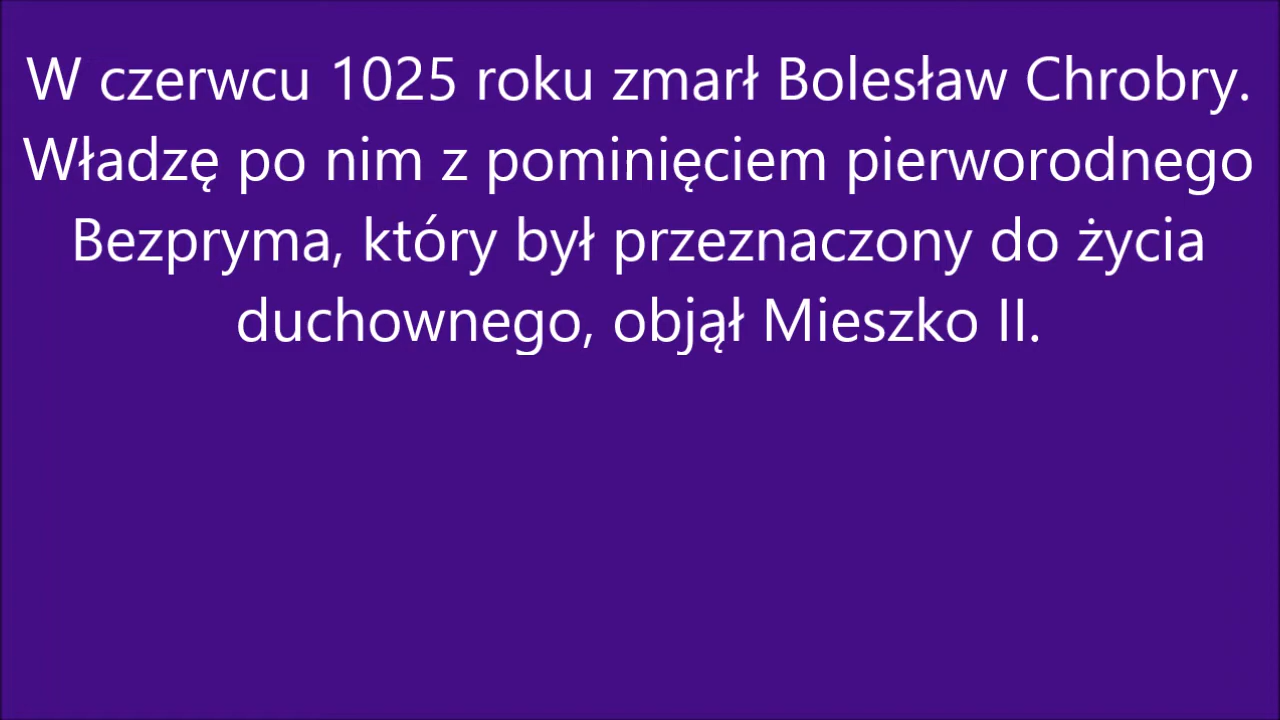 W czerwcu 1025 roku zmarł Bolesław Chrobry.
Władzę po nim z pominięciem pierworodnego
Bezpryma, który był przeznaczony do życia
duchownego, objął Mieszko II.